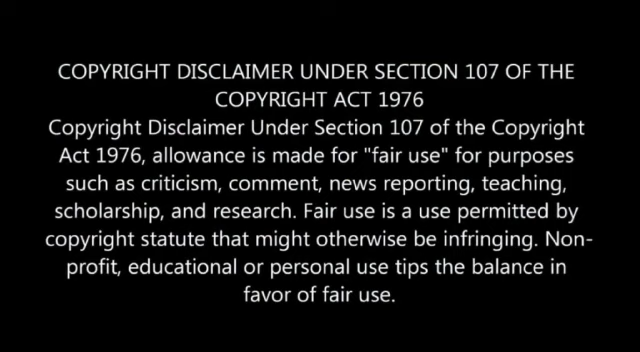 COPYRIGHT DISCLAIMER UNDER SECTION 107 OF THE
COPYRIGHT ACT 1976
Copyright Disclaimer Under Section 107 of the Copyright
Act 1976, allowance is made for "fair use" for purposes
such as criticism, comment, news reporting, teaching,
scholarship, and research. Fair use is a use permitted by
copyright statute that might otherwise be infringing. Non-
profit, educational or personal use tips the balance in
favor of fair use.